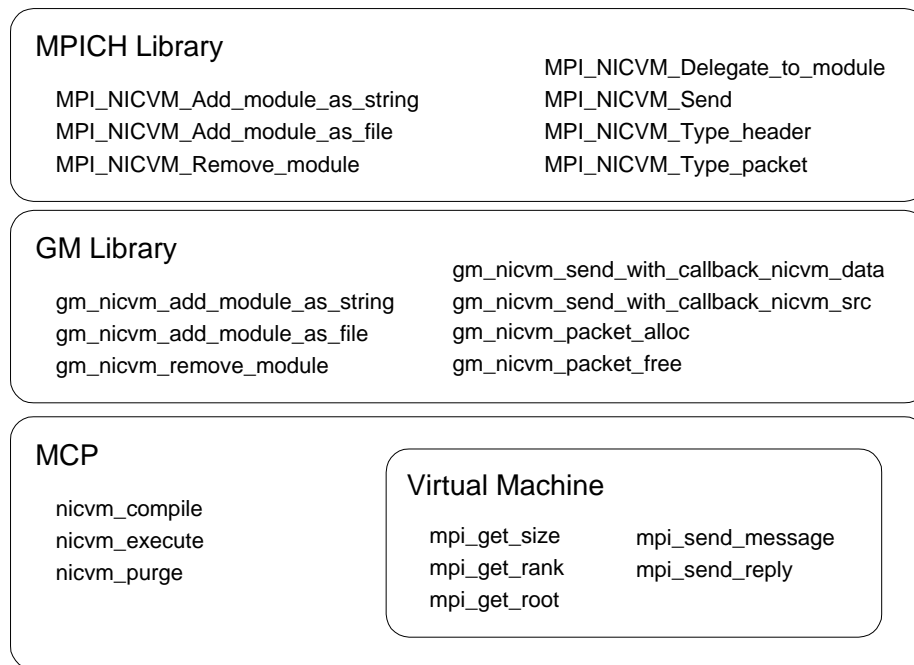 MPICH Library
MPI_NICVM_Add_module_as_string
MPI_NICVM_Add_module_as_file
MPI_NICVM_Remove_module
MPI_NICVM_Delegate_to_module
MPI_NICVM_Send
MPI_NICVM_Type_header
MPI_NICVM_Type_packet
GM Library
gm_nicvm_add_module_as_string
gm_nicvm_add_module_as_file
gm_nicvm_remove_module
gm_nicvm_send_with_callback_nicvm_data
gm_nicvm_send_with_callback_nicvm_src
gm_nicvm_packet_alloc
gm_nicvm_packet_free
MCP
nicvm_compile
nicvm_execute
nicvm_purge
Virtual Machine
mpi_get_size
mpi_get_rank
mpi_get_root
mpi_send_message
mpi_send_reply